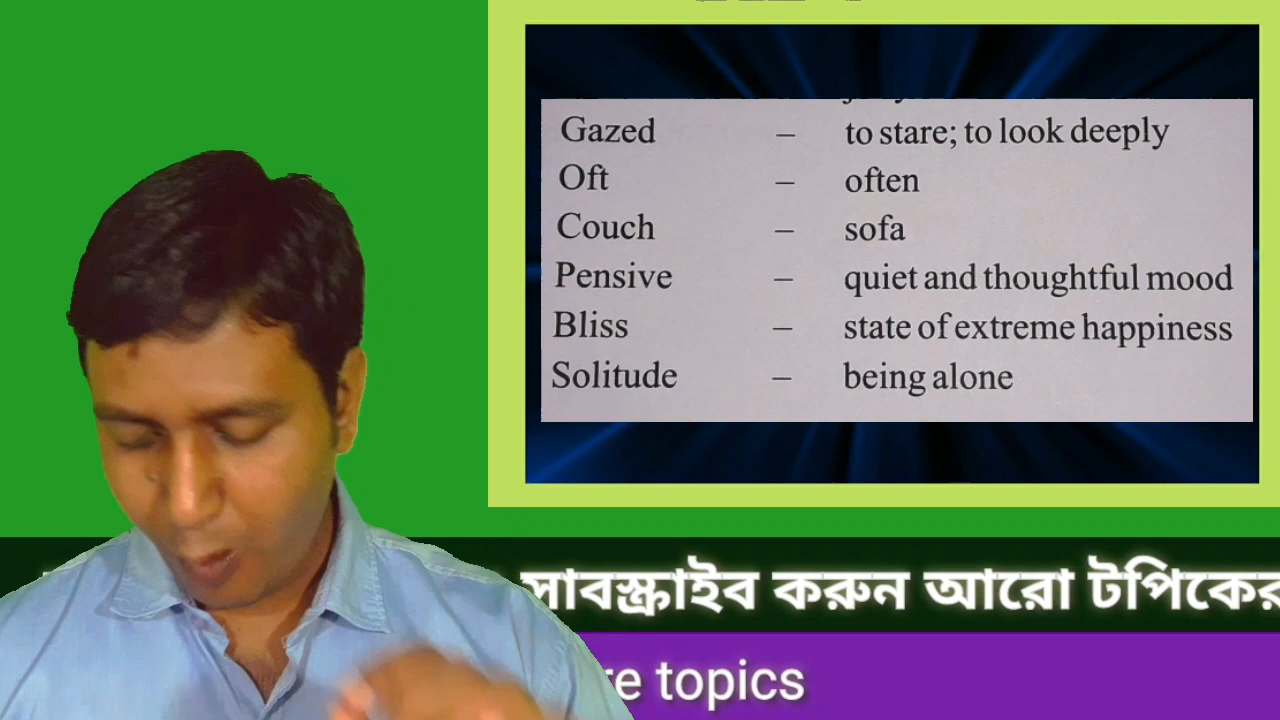 Gazed – to stare; to look deeply
Oft – often
Couch – sofa
Pensive – quiet and thoughtful mood
Bliss – state of extreme happiness
Solitude – being alone
সাবস্ক্রাইব করুন আরো টপিকের
topics